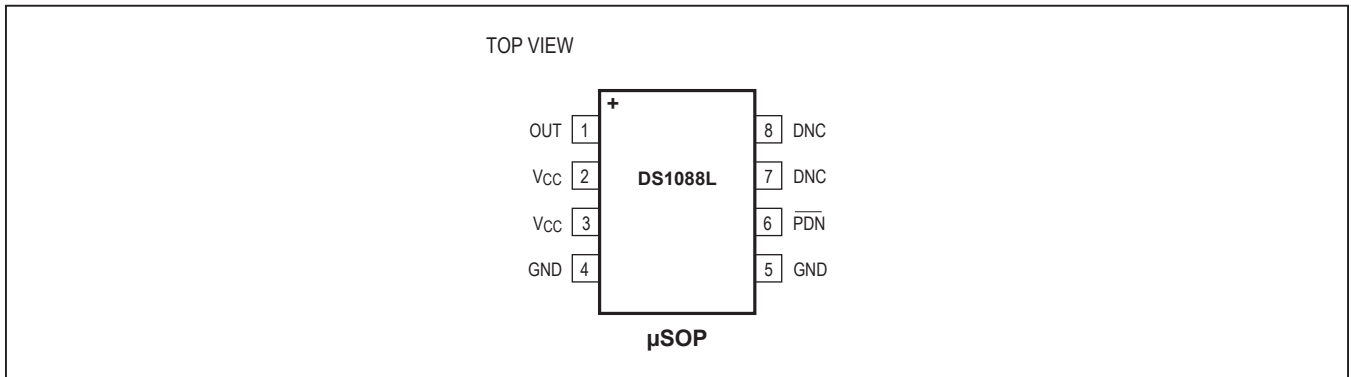 TOP VIEW
+
OUT 1 8 DNC
VCC 2 DS1088L 7 DNC
VCC 3 6 P̅D̅N̅
GND 4 5 GND
µSOP